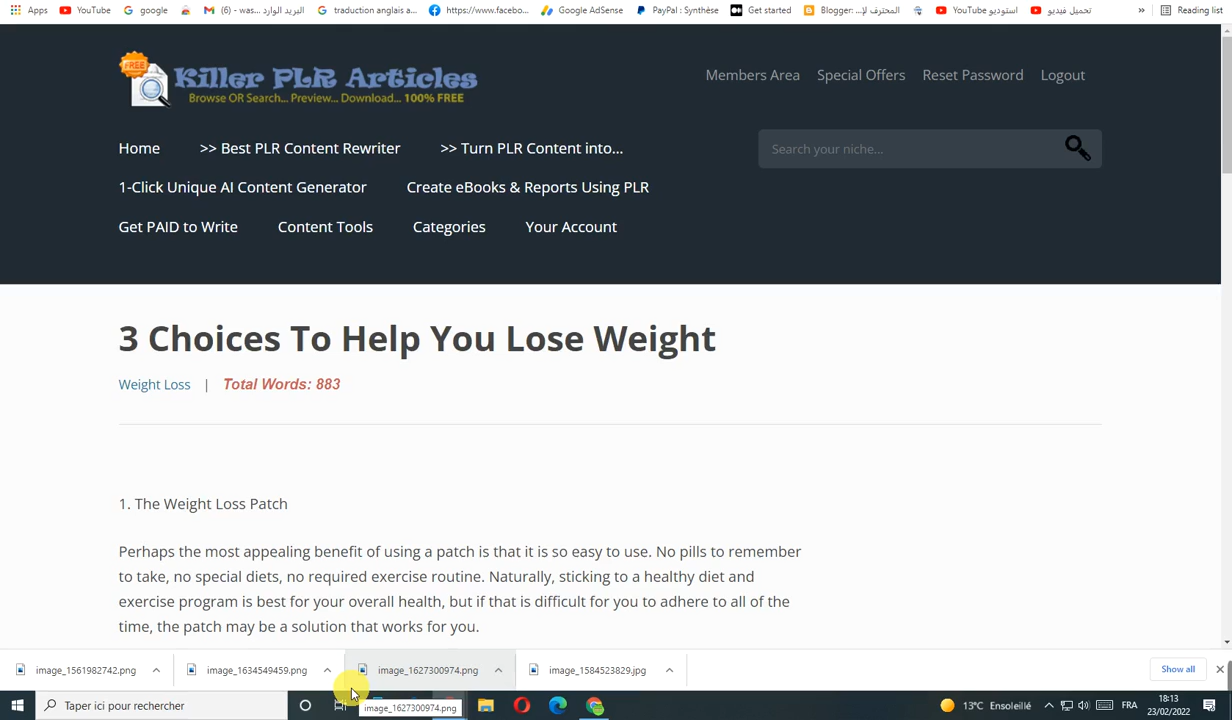 Apps YouTube google M (6) - was... البريد الوارد traduction anglais a... https://www.facebo... Google AdSense PayPal : Synthèse Get started Blogger: المحترف لإ... YouTube استوديو تحميل فيديو » Reading list
FREE Killer PLR Articles
Browse OR Search... Preview... Download... 100% FREE
Members Area Special Offers Reset Password Logout
Home >> Best PLR Content Rewriter >> Turn PLR Content into...
Search your niche...
1-Click Unique AI Content Generator Create eBooks & Reports Using PLR
Get PAID to Write Content Tools Categories Your Account
3 Choices To Help You Lose Weight
Weight Loss | Total Words: 883
1. The Weight Loss Patch
Perhaps the most appealing benefit of using a patch is that it is so easy to use. No pills to remember
to take, no special diets, no required exercise routine. Naturally, sticking to a healthy diet and
exercise program is best for your overall health, but if that is difficult for you to adhere to all of the
time, the patch may be a solution that works for you.
image_1561982742.png image_1634549459.png image_1627300974.png image_1584523829.jpg Show all
Taper ici pour rechercher image_1627300974.png 13°C Ensoleillé FRA 18:13
23/02/2022